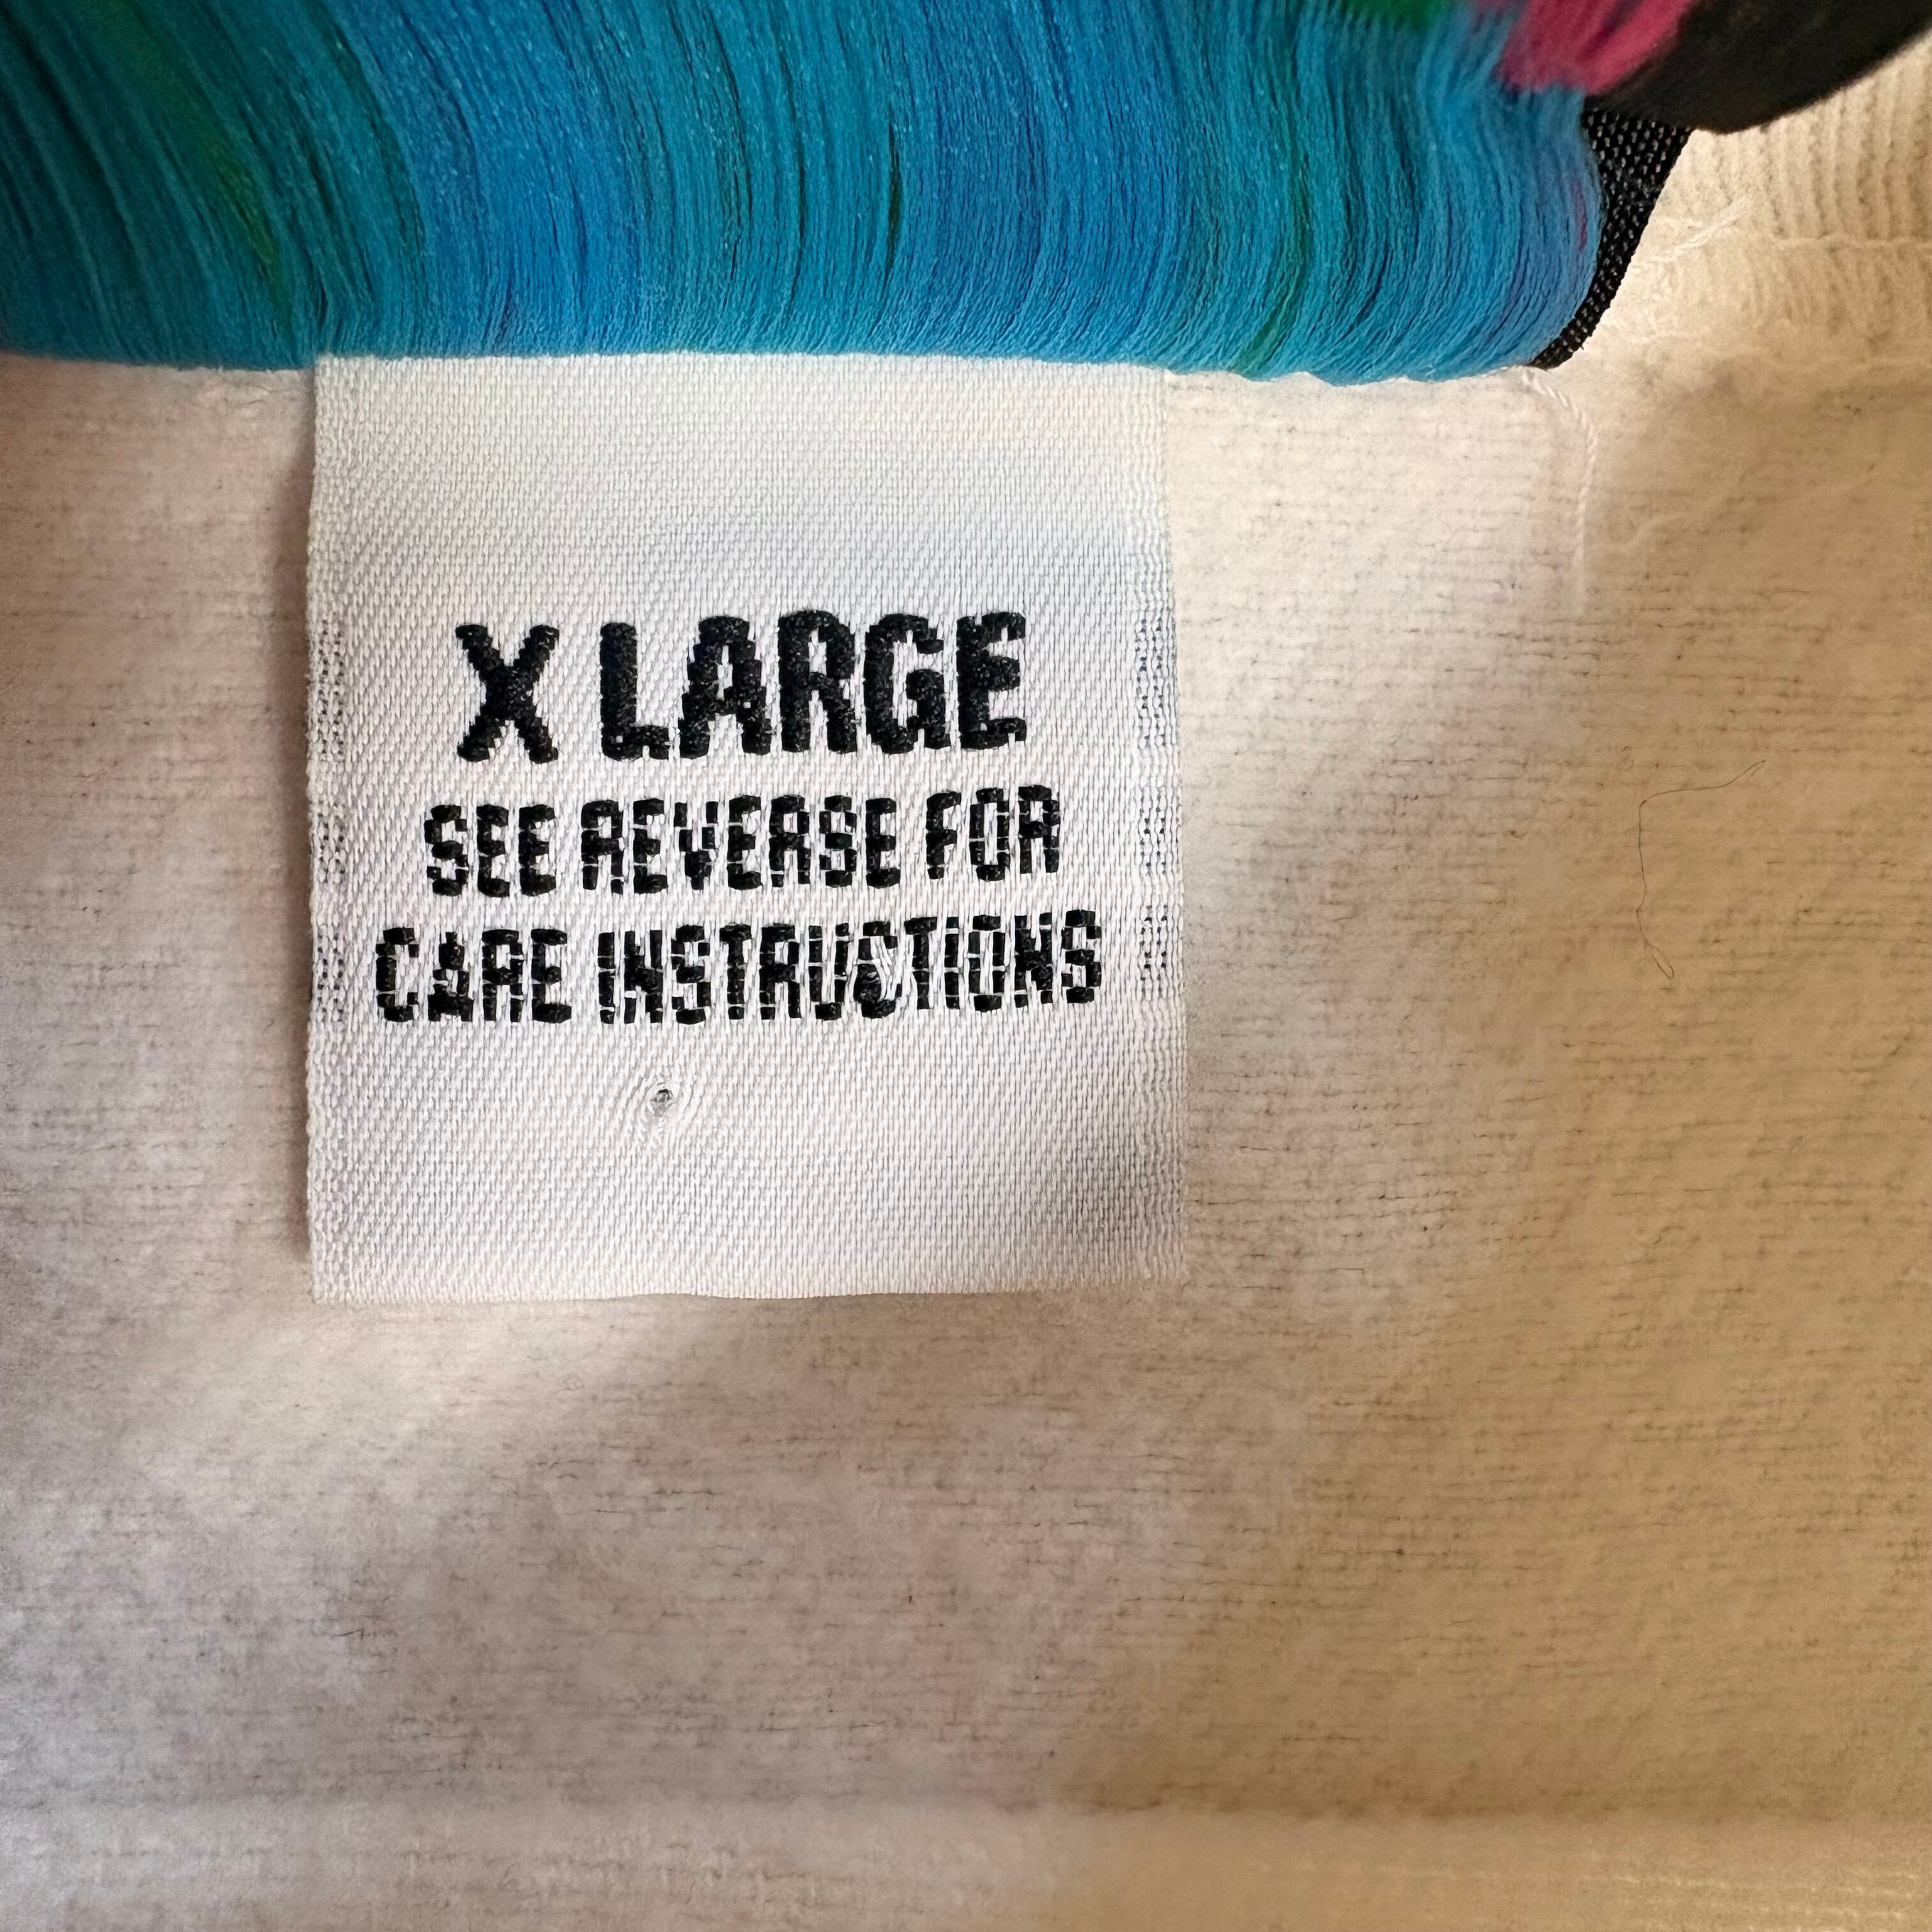 X LARGE
SEE REVERSE FOR
CARE INSTRUCTIONS